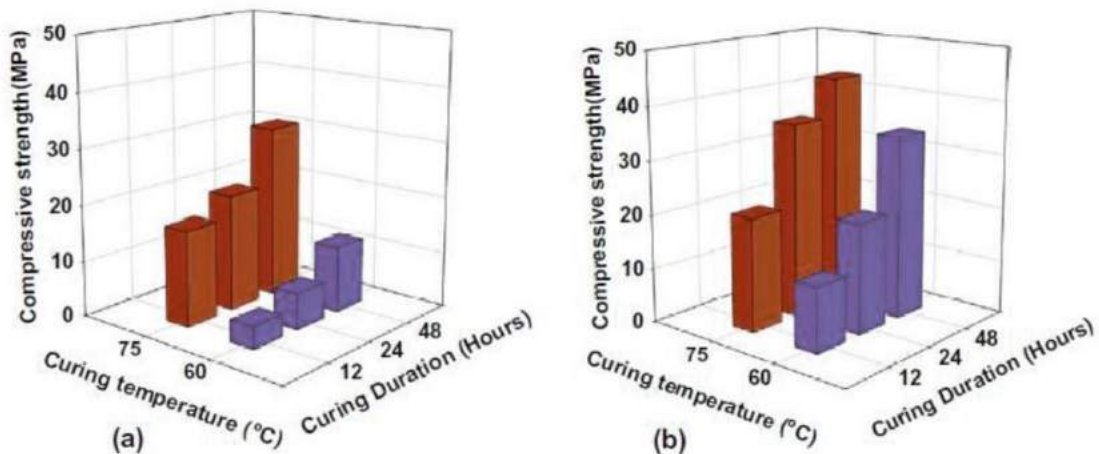 Compressive strength(MPa)
50
40
30
20
10
0
75
60
Curing temperature (°C)
12
24
48
Curing Duration (Hours)
(a)
Compressive strength(MPa)
50
40
30
20
10
0
75
60
Curing temperature (°C)
12
24
48
Curing Duration (Hours)
(b)